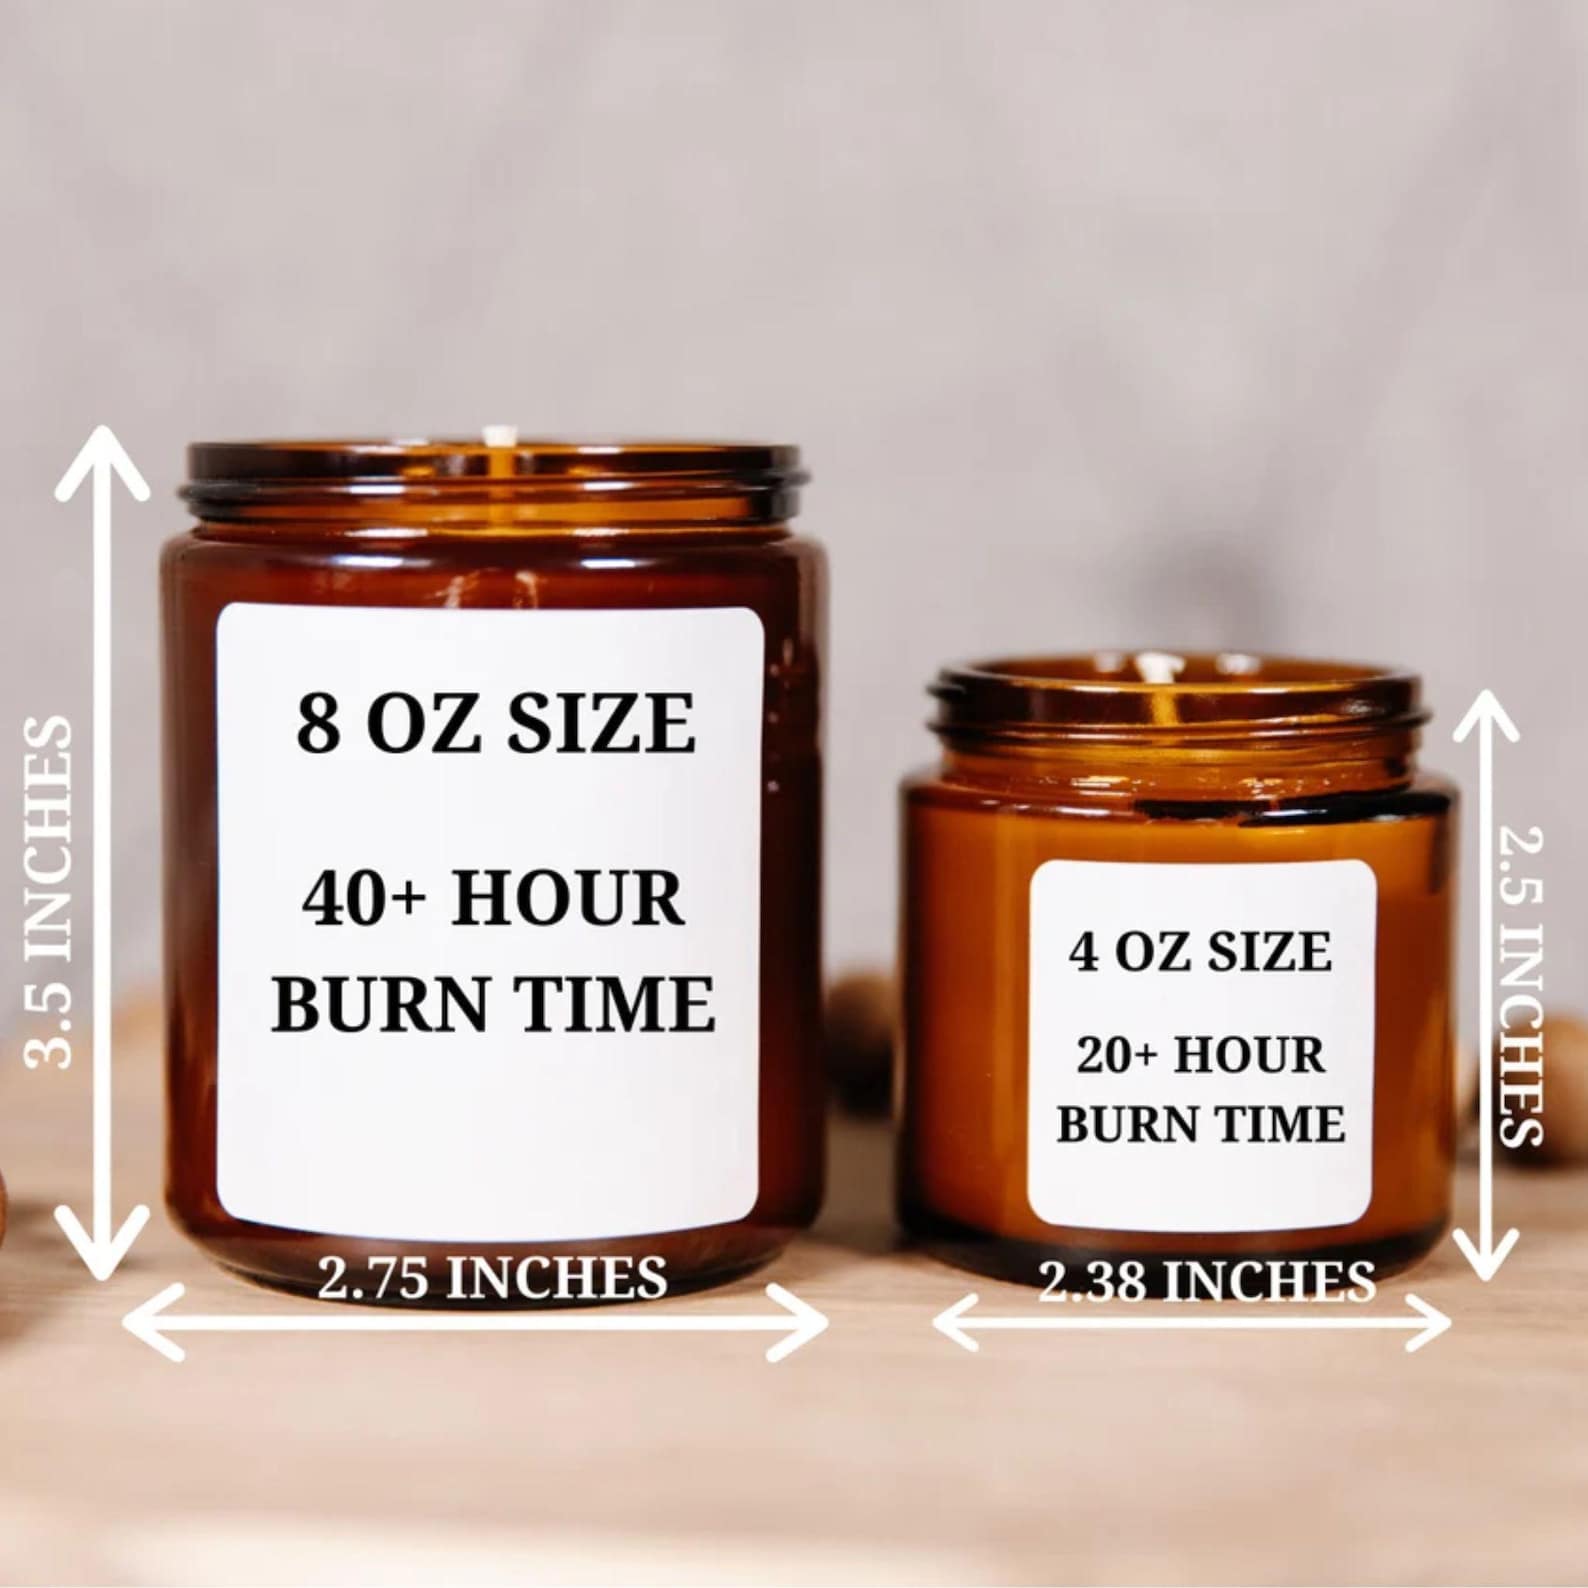 3.5 INCHES
8 OZ SIZE
40+ HOUR
BURN TIME
2.75 INCHES
4 OZ SIZE
20+ HOUR
BURN TIME
2.38 INCHES
2.5 INCHES